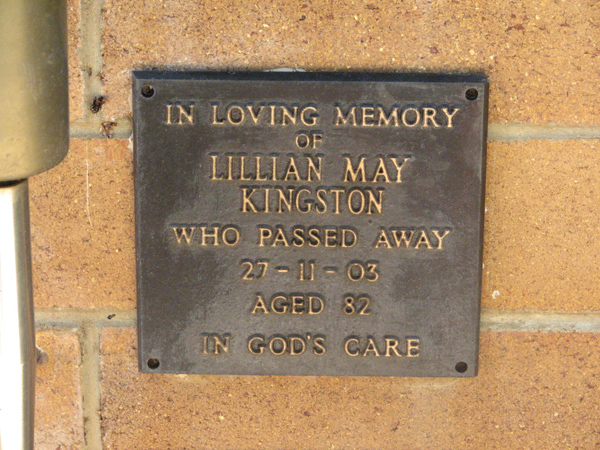 IN LOVING MEMORY
OF
LILLIAN MAY
KINGSTON
WHO PASSED AWAY
27-11-03
AGED 82
IN GOD'S CARE